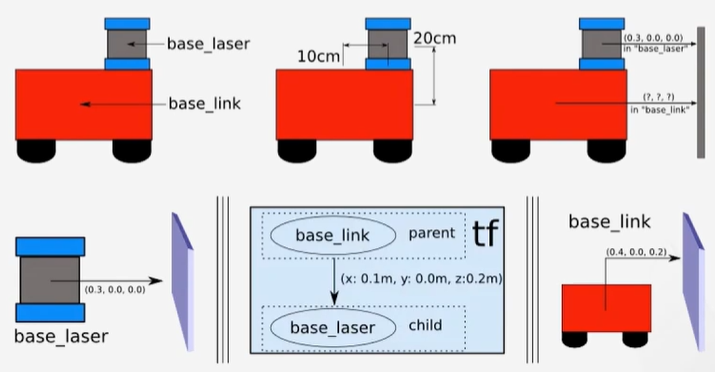 base_laser
base_link
10cm
20cm
(0.3, 0.0, 0.0)
in "base_laser"
(?, ?, ?)
in "base_link"
(0.3, 0.0, 0.0)
base_laser
base_link
parent
tf
(x: 0.1m, y: 0.0m, z:0.2m)
base_laser
child
base_link
(0.4, 0.0, 0.2)